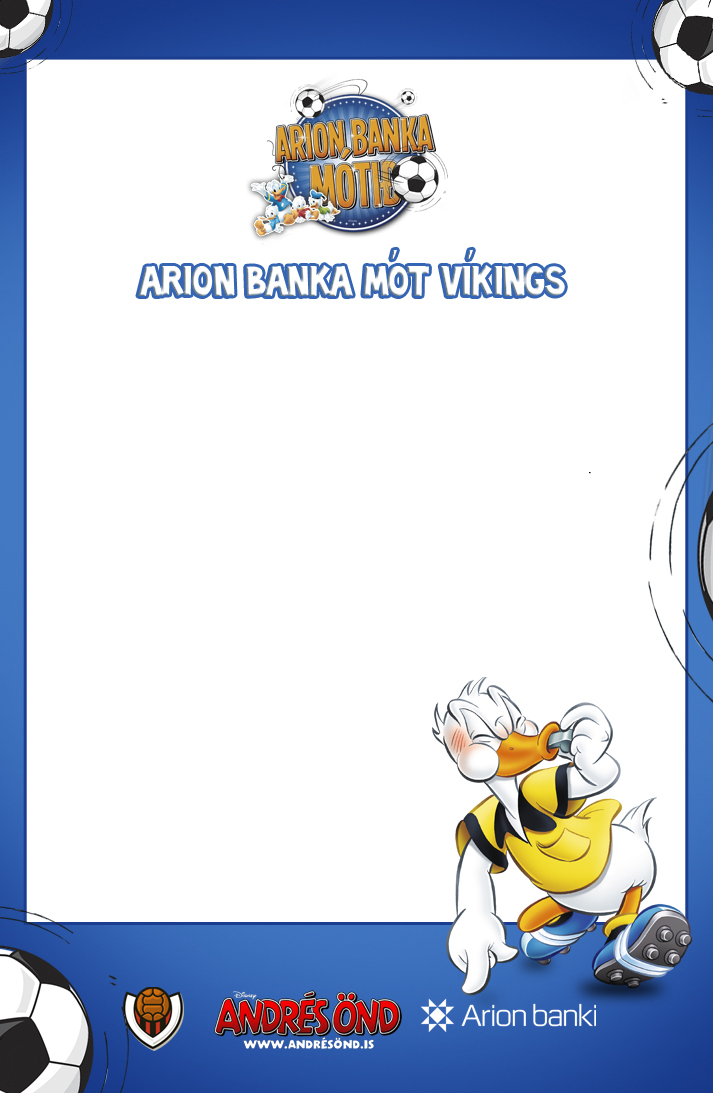 ARION BANKA
MÓTIÐ
ARION BANKA MÓT VÍKINGS
Disney
ANDRÉS ÖND
WWW.ANDRÉSÖND.IS
Arion banki